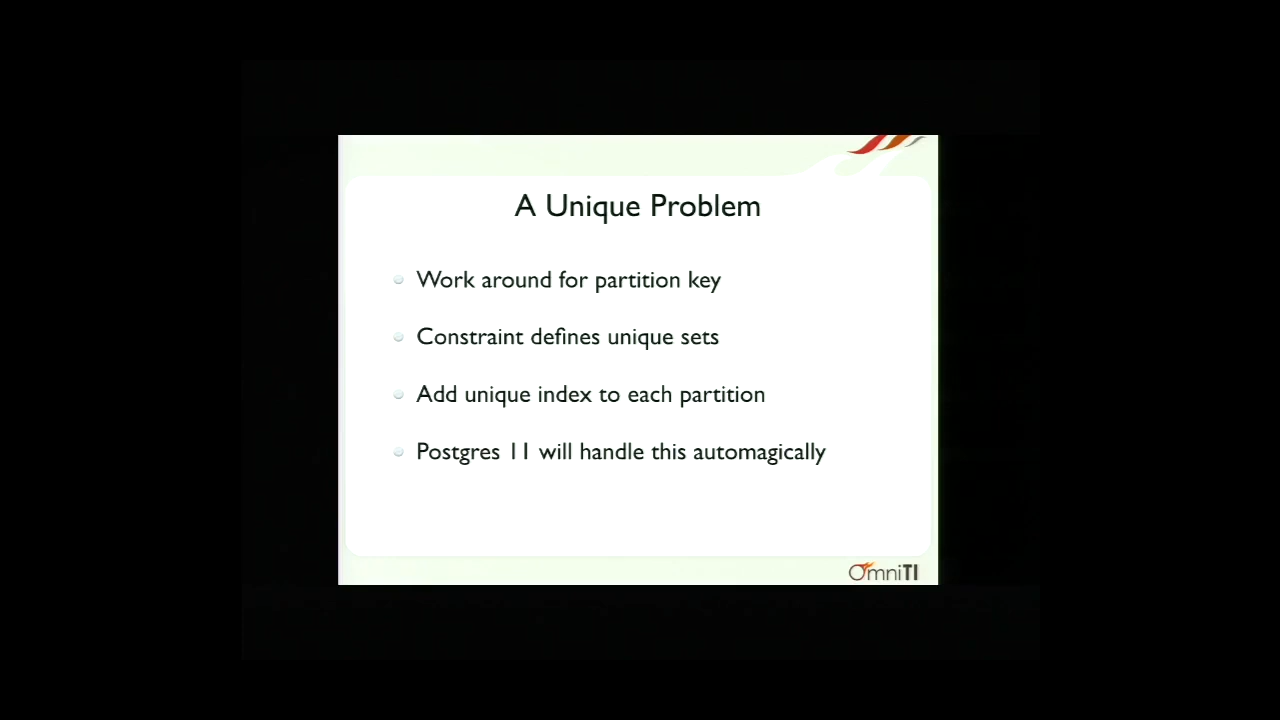 A Unique Problem
Work around for partition key
Constraint defines unique sets
Add unique index to each partition
Postgres 11 will handle this automagically
OmniTI